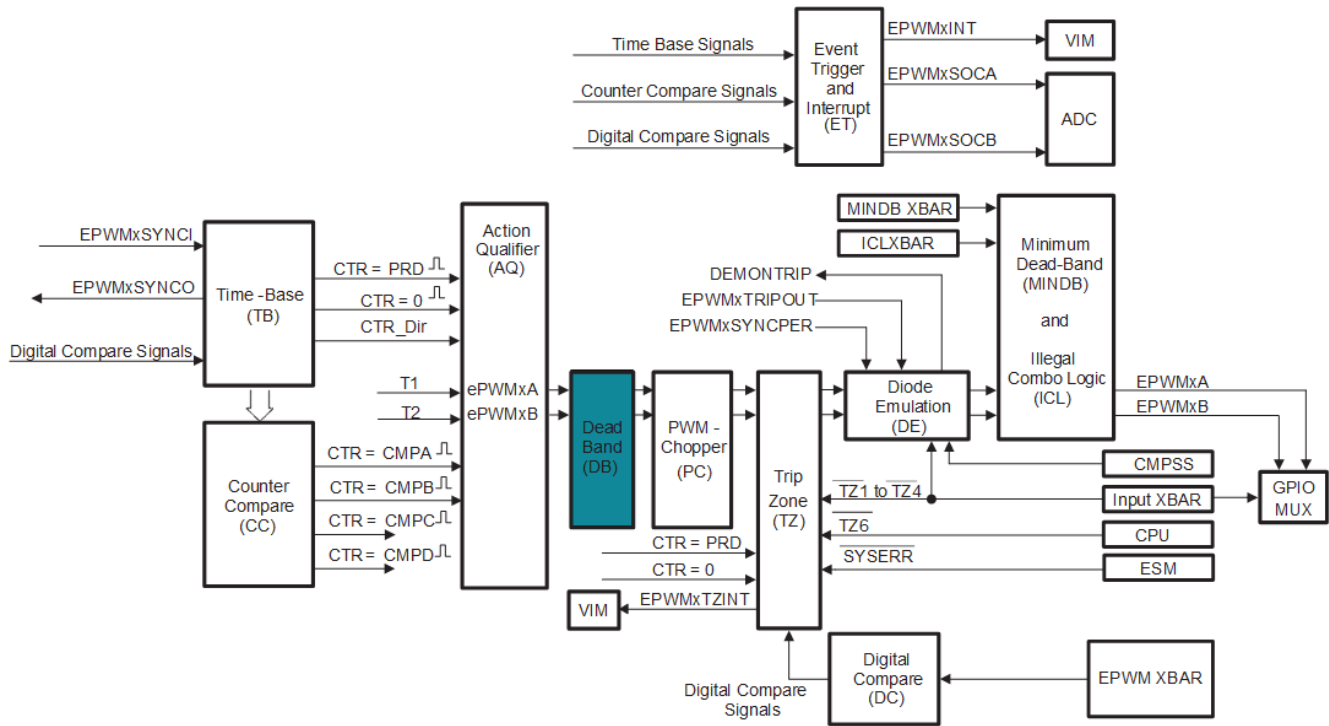 Time Base Signals
Counter Compare Signals
Digital Compare Signals
Event
Trigger
and
Interrupt
(ET)
EPWMxINT
EPWMxSOCA
EPWMxSOCB
VIM
ADC
EPWMxSYNCI
EPWMxSYNCO
Digital Compare Signals
Time -Base
(TB)
CTR = PRD
CTR = 0
CTR_Dir
Action
Qualifier
(AQ)
T1
T2
ePWMxA
ePWMxB
Counter
Compare
(CC)
CTR = CMPA
CTR = CMPB
CTR = CMPC
CTR = CMPD
Dead
Band
(DB)
PWM -
Chopper
(PC)
Trip
Zone
(TZ)
MINDB XBAR
ICLXBAR
DEMONTRIP
EPWMxTRIPOUT
EPWMxSYNCPER
Diode
Emulation
(DE)
Minimum
Dead-Band
(MINDB)
and
Illegal
Combo Logic
(ICL)
EPWMxA
EPWMxB
CMPSS
TZ1 to TZ4
Input XBAR
GPIO
MUX
TZ6
CPU
SYSERR
ESM
CTR = PRD
CTR = 0
VIM
EPWMxTZINT
Digital Compare
Signals
Digital
Compare
(DC)
EPWM XBAR